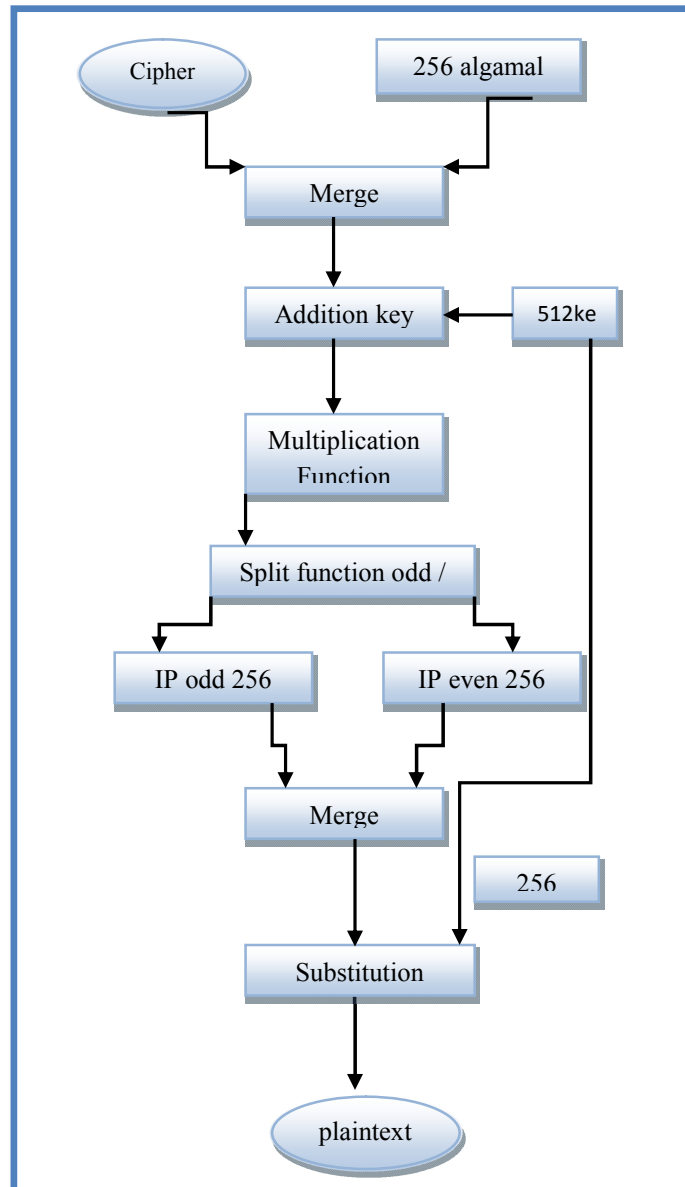 Cipher
256 algamal
Merge
Addition key
512ke
Multiplication
Function
Split function odd /
IP odd 256
IP even 256
Merge
256
Substitution
plaintext